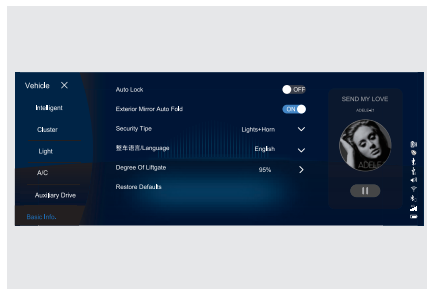 Vehicle X
Intelligent
Cluster
Light
A/C
Auxiliary Drive
Basic Info.
Auto Lock OFF
Exterior Mirror Auto Fold ON
Security Tipe Lights+Horn
整车语言/Language English
Degree Of Liftgate 95%
Restore Defaults
SEND MY LOVE
ADELE